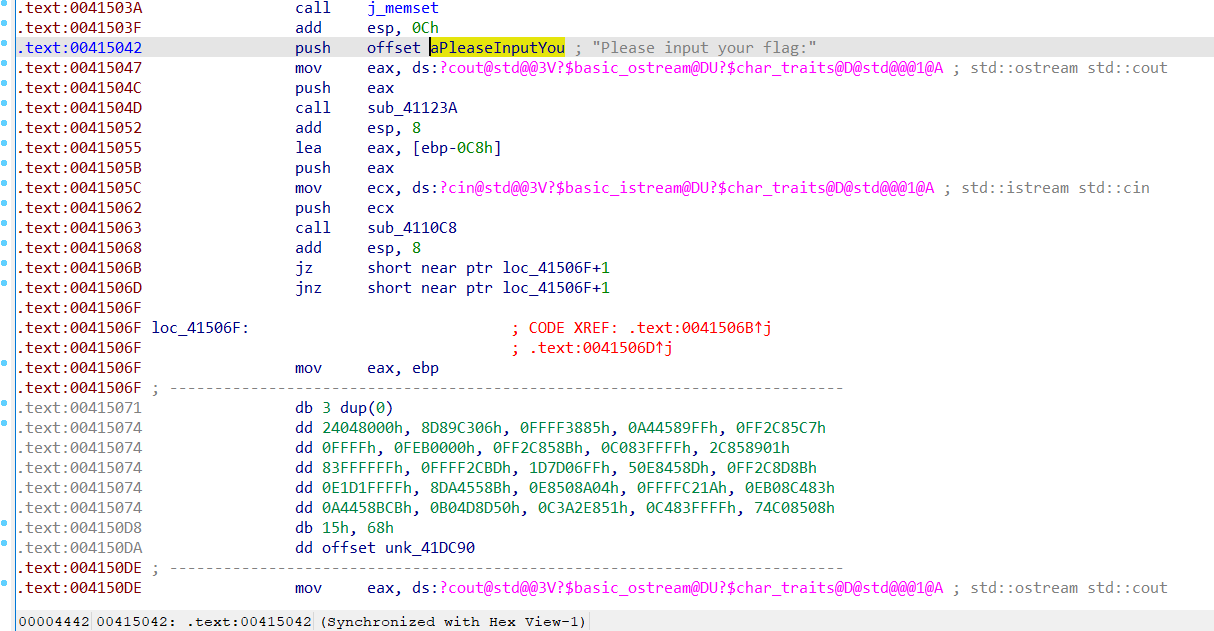 .text:0041503A call j_memset
.text:0041503F add esp, 0Ch
.text:00415042 push offset aPleaseInputYou ; "Please input your flag:"
.text:00415047 mov eax, ds:?cout@std@@3V?$basic_ostream@DU?$char_traits@D@std@@@1@A ; std::ostream std::cout
.text:0041504C push eax
.text:0041504D call sub_41123A
.text:00415052 add esp, 8
.text:00415055 lea eax, [ebp-0C8h]
.text:0041505B push eax
.text:0041505C mov ecx, ds:?cin@std@@3V?$basic_istream@DU?$char_traits@D@std@@@1@A ; std::istream std::cin
.text:00415062 push ecx
.text:00415063 call sub_4110C8
.text:00415068 add esp, 8
.text:0041506B jz short near ptr loc_41506F+1
.text:0041506D jnz short near ptr loc_41506F+1
.text:0041506F
.text:0041506F loc_41506F: ; CODE XREF: .text:0041506B↑j
.text:0041506F ; .text:0041506D↑j
.text:0041506F mov eax, ebp
.text:0041506F ; ---------------------------------------------------------------------------
.text:00415071 db 3 dup(0)
.text:00415074 dd 24048000h, 8D89C306h, 0FFFF3885h, 0A44589FFh, 0FF2C85C7h
.text:00415074 dd 0FFFFh, 0FEB0000h, 0FF2C858Bh, 0C083FFFFh, 2C858901h
.text:00415074 dd 83FFFFFFh, 0FFFF2CBDh, 1D7D06FFh, 50E8458Dh, 0FF2C8D8Bh
.text:00415074 dd 0E1D1FFFFh, 8DA4558Bh, 0E8508A04h, 0FFFFC21Ah, 0EB08C483h
.text:00415074 dd 0A4458BCBh, 0B04D8D50h, 0C3A2E851h, 0C483FFFFh, 74C08508h
.text:004150D8 db 15h, 68h
.text:004150DA dd offset unk_41DC90
.text:004150DE ; ---------------------------------------------------------------------------
.text:004150DE mov eax, ds:?cout@std@@3V?$basic_ostream@DU?$char_traits@D@std@@@1@A ; std::ostream std::cout
00004442 00415042: .text:00415042 (Synchronized with Hex View-1)